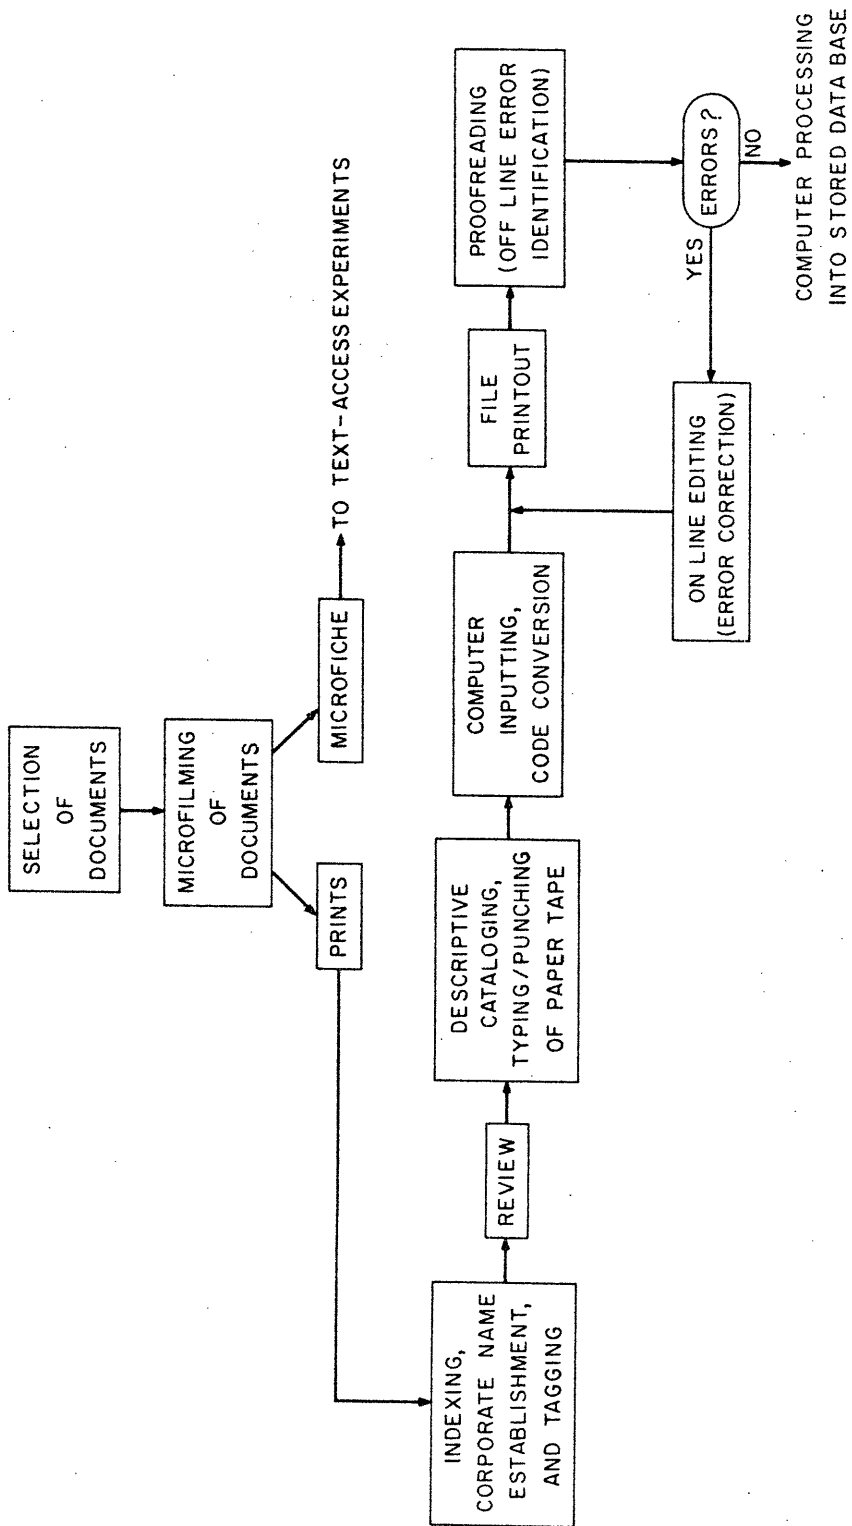 SELECTION
OF
DOCUMENTS
MICROFILMING
OF
DOCUMENTS
PRINTS
MICROFICHE
TO TEXT-ACCESS EXPERIMENTS
INDEXING,
CORPORATE NAME
ESTABLISHMENT,
AND TAGGING
REVIEW
DESCRIPTIVE
CATALOGING,
TYPING/PUNCHING
OF PAPER TAPE
COMPUTER
INPUTTING,
CODE CONVERSION
FILE
PRINTOUT
PROOFREADING
(OFF LINE ERROR
IDENTIFICATION)
ERRORS?
YES
NO
ON LINE EDITING
(ERROR CORRECTION)
COMPUTER PROCESSING
INTO STORED DATA BASE